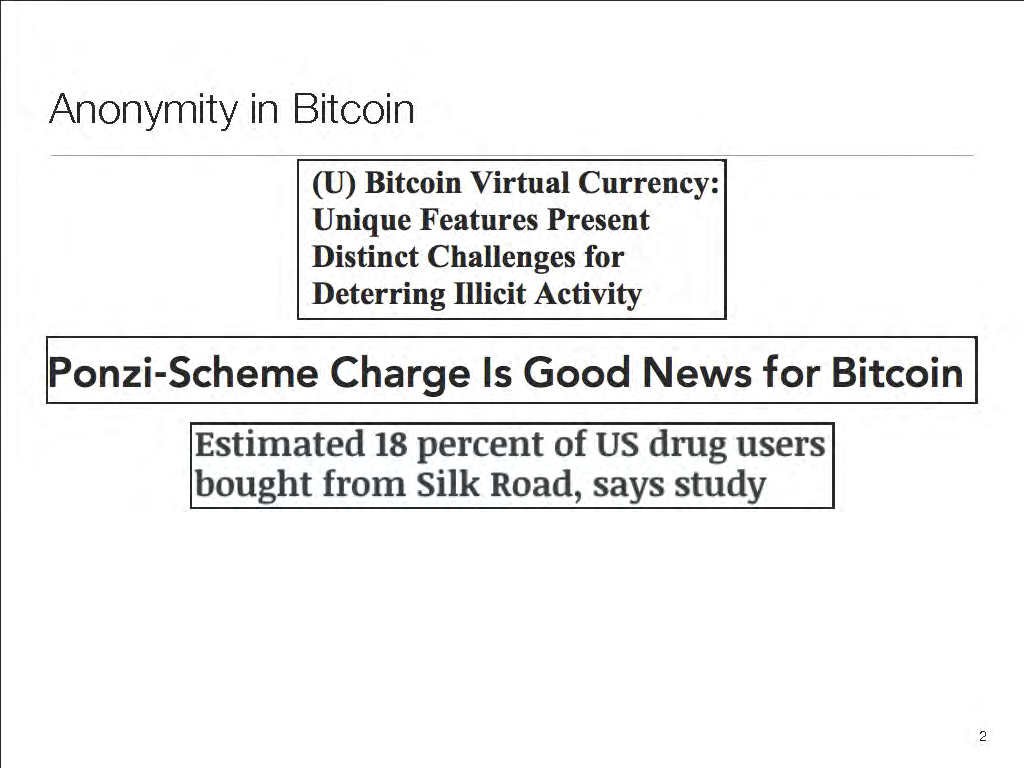 Anonymity in Bitcoin
(U) Bitcoin Virtual Currency:
Unique Features Present
Distinct Challenges for
Deterring Illicit Activity
Ponzi-Scheme Charge Is Good News for Bitcoin
Estimated 18 percent of US drug users
bought from Silk Road, says study
2